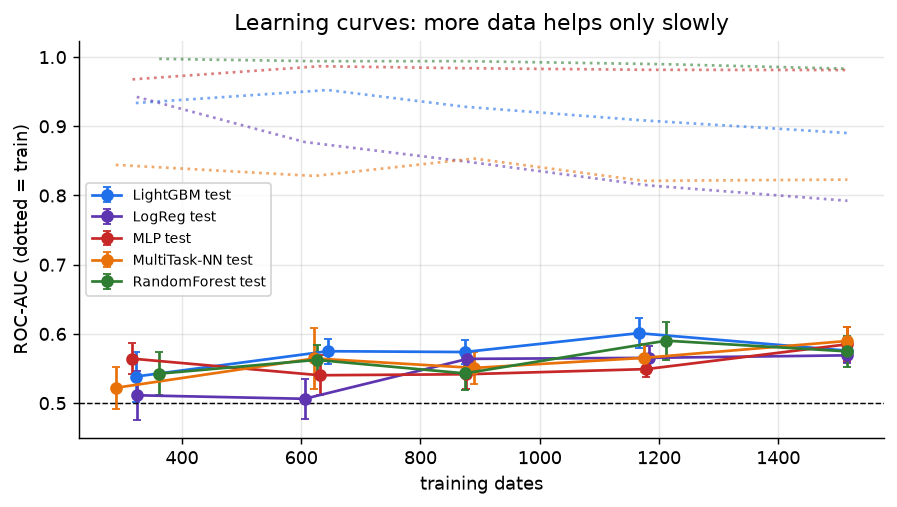 Learning curves: more data helps only slowly
ROC-AUC (dotted = train)
1.0
0.9
0.8
0.7
0.6
0.5
LightGBM test
LogReg test
MLP test
MultiTask-NN test
RandomForest test
400
600
800
1000
1200
1400
training dates